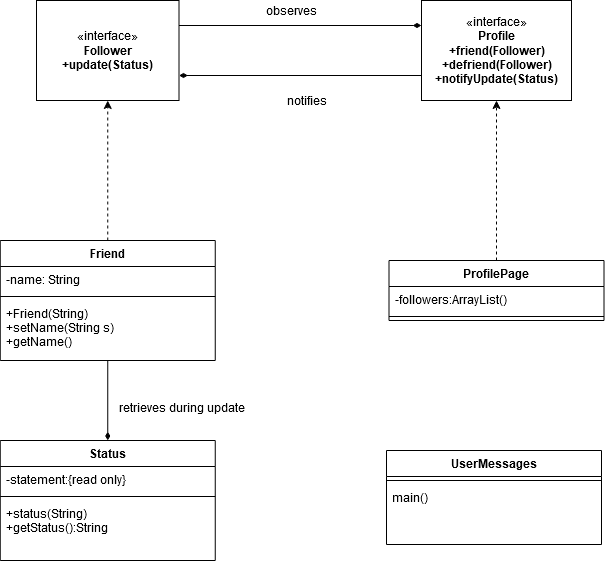 observes
«interface»
Follower
+update(Status)
«interface»
Profile
+friend(Follower)
+defriend(Follower)
+notifyUpdate(Status)
notifies
Friend
-name: String
+Friend(String)
+setName(String s)
+getName()
ProfilePage
-followers:ArrayList()
retrieves during update
Status
-statement:{read only}
+status(String)
+getStatus():String
UserMessages
main()